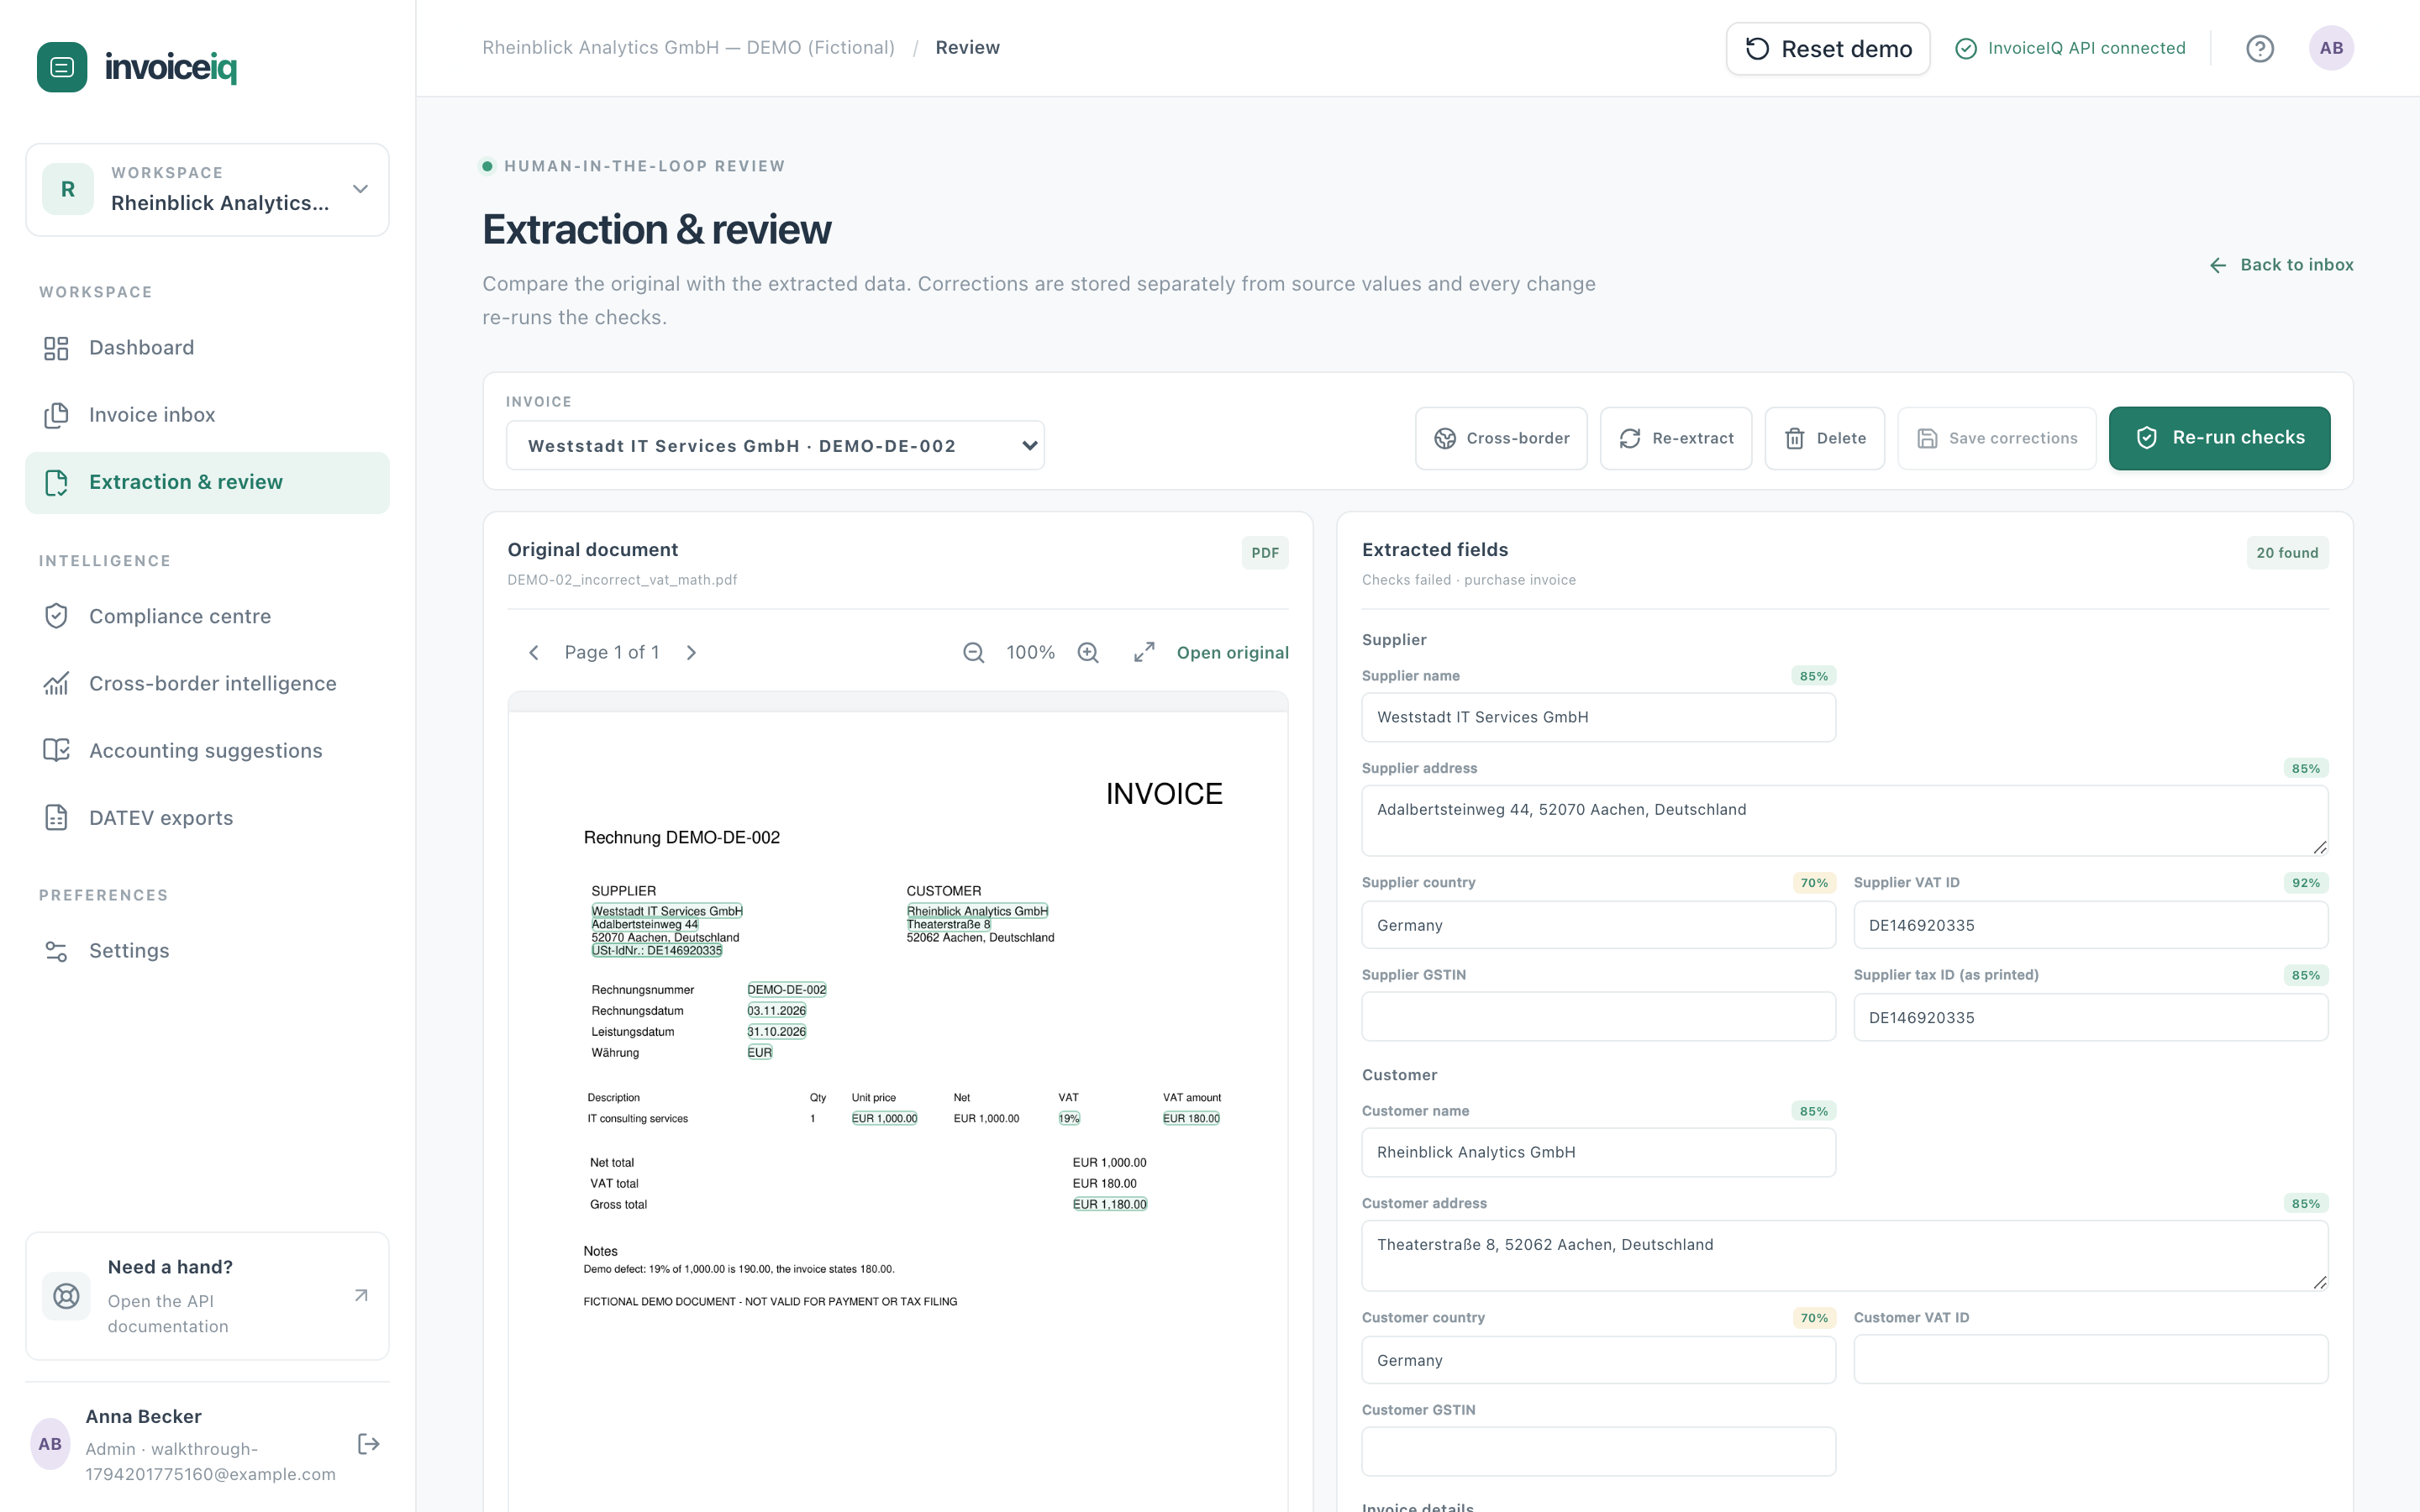 invoiceiq
WORKSPACE
R
Rheinblick Analytics...
WORKSPACE
Dashboard
Invoice inbox
Extraction & review
INTELLIGENCE
Compliance centre
Cross-border intelligence
Accounting suggestions
DATEV exports
PREFERENCES
Settings
Need a hand?
Open the API
documentation
AB
Anna Becker
Admin · walkthrough-
1794201775160@example.com
Rheinblick Analytics GmbH — DEMO (Fictional) / Review
Reset demo
InvoiceIQ API connected
AB
HUMAN-IN-THE-LOOP REVIEW
Extraction & review
Compare the original with the extracted data. Corrections are stored separately from source values and every change
re-runs the checks.
Back to inbox
INVOICE
Weststadt IT Services GmbH · DEMO-DE-002
Cross-border
Re-extract
Delete
Save corrections
Re-run checks
Original document
PDF
DEMO-02_incorrect_vat_math.pdf
Page 1 of 1
100%
Open original
INVOICE
Rechnung DEMO-DE-002
SUPPLIER
Weststadt IT Services GmbH
Adalbertsteinweg 44
52070 Aachen, Deutschland
USt-IdNr.: DE146920335
CUSTOMER
Rheinblick Analytics GmbH
Theaterstraße 8
52062 Aachen, Deutschland
Rechnungsnummer DEMO-DE-002
Rechnungsdatum 03.11.2026
Leistungsdatum 31.10.2026
Währung EUR
Description Qty Unit price Net VAT VAT amount
IT consulting services 1 EUR 1,000.00 EUR 1,000.00 19% EUR 180.00
Net total EUR 1,000.00
VAT total EUR 180.00
Gross total EUR 1,180.00
Notes
Demo defect: 19% of 1,000.00 is 190.00, the invoice states 180.00.
FICTIONAL DEMO DOCUMENT - NOT VALID FOR PAYMENT OR TAX FILING
Extracted fields
20 found
Checks failed · purchase invoice
Supplier
Supplier name 85%
Weststadt IT Services GmbH
Supplier address 85%
Adalbertsteinweg 44, 52070 Aachen, Deutschland
Supplier country 70%
Germany
Supplier VAT ID 92%
DE146920335
Supplier GSTIN
Supplier tax ID (as printed) 85%
DE146920335
Customer
Customer name 85%
Rheinblick Analytics GmbH
Customer address 85%
Theaterstraße 8, 52062 Aachen, Deutschland
Customer country 70%
Germany
Customer VAT ID
Customer GSTIN
Invoice details